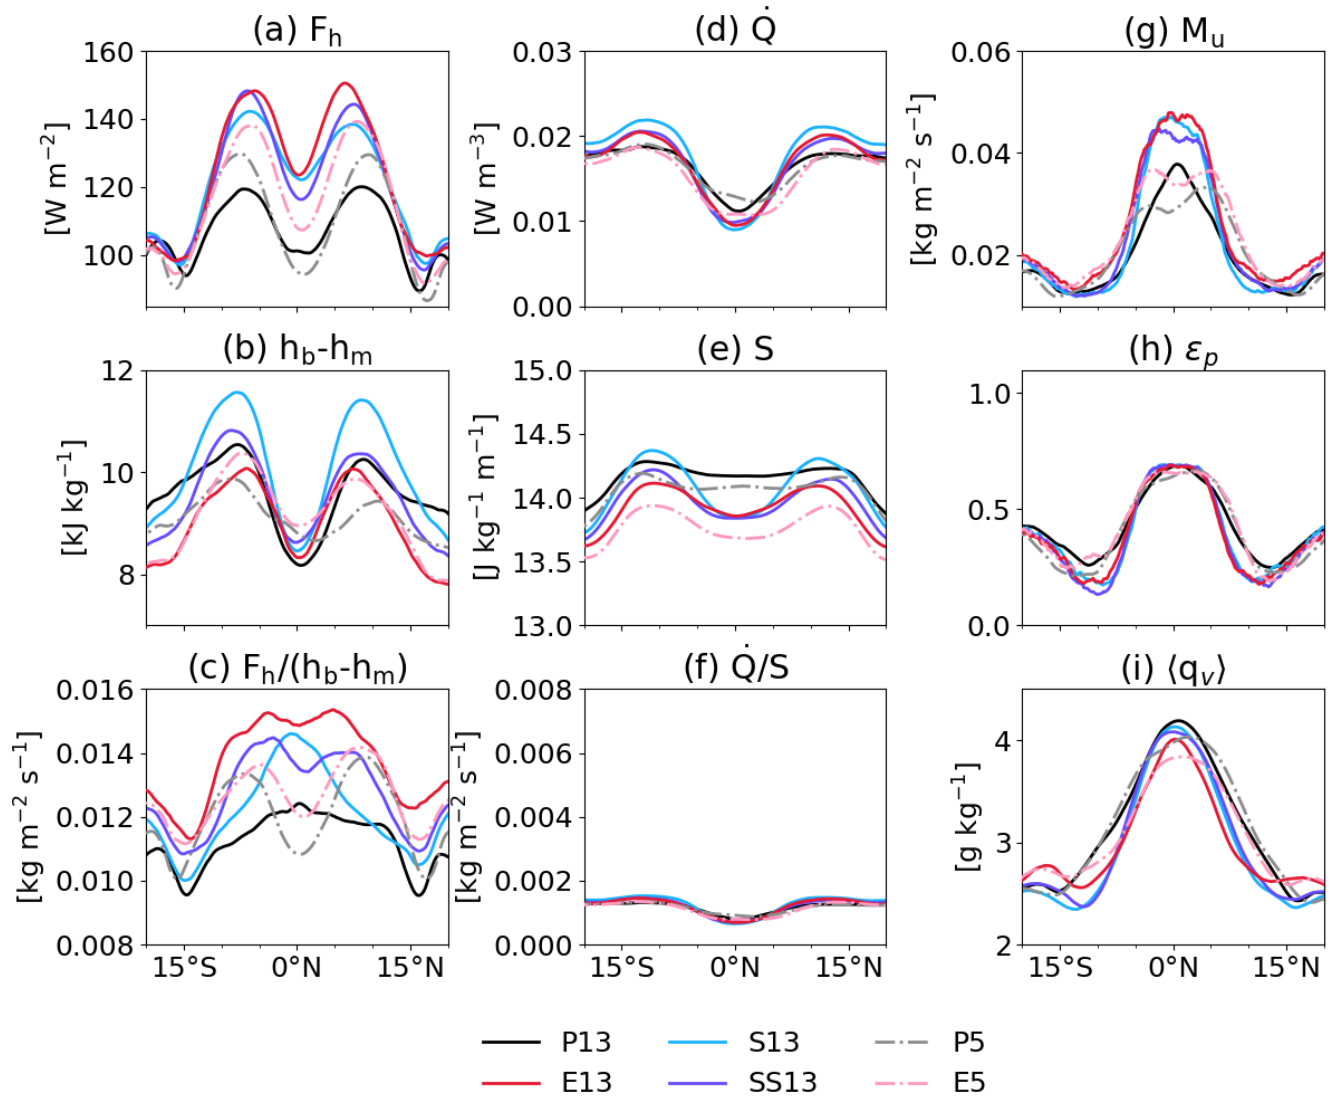 (a) Fₕ
160
140
120
100
[W m⁻²]
(d) Q̇
0.03
0.02
0.01
0.00
[W m⁻³]
(g) Mᵤ
0.06
0.04
0.02
[kg m⁻² s⁻¹]
(b) h_b-h_m
12
10
8
[kJ kg⁻¹]
(e) S
15.0
14.5
14.0
13.5
13.0
[J kg⁻¹ m⁻¹]
(h) εₚ
1.0
0.5
0.0
(c) Fₕ/(h_b-h_m)
0.016
0.014
0.012
0.010
0.008
[kg m⁻² s⁻¹]
15°S 0°N 15°N
(f) Q̇/S
0.008
0.006
0.004
0.002
0.000
[kg m⁻² s⁻¹]
15°S 0°N 15°N
(i) ⟨qᵥ⟩
4
3
2
[g kg⁻¹]
15°S 0°N 15°N
P13 S13 P5
E13 SS13 E5